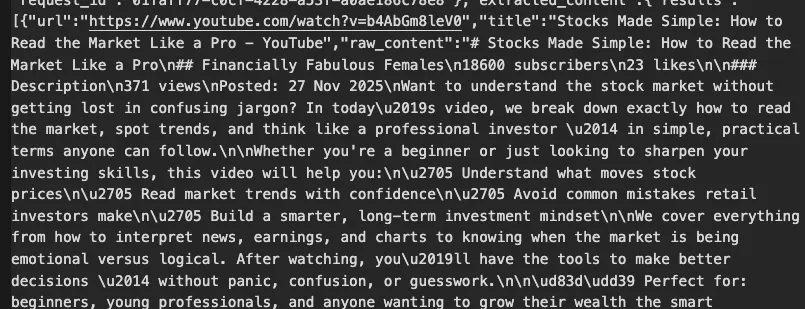 request_id":"01faff77-c0cf-4228-a53f-a0ae186c78e8"},"extracted_content":{"results":
[{"url":"https://www.youtube.com/watch?v=b4AbGm8leV0","title":"Stocks Made Simple: How to
Read the Market Like a Pro - YouTube","raw_content":"# Stocks Made Simple: How to Read the
Market Like a Pro\n## Financially Fabulous Females\n18600 subscribers\n23 likes\n\n###
Description\n371 views\nPosted: 27 Nov 2025\nWant to understand the stock market without
getting lost in confusing jargon? In today\u2019s video, we break down exactly how to read
the market, spot trends, and think like a professional investor \u2014 in simple, practical
terms anyone can follow.\n\nWhether you're a beginner or just looking to sharpen your
investing skills, this video will help you:\n\u2705 Understand what moves stock
prices\n\u2705 Read market trends with confidence\n\u2705 Avoid common mistakes retail
investors make\n\u2705 Build a smarter, long-term investment mindset\n\nWe cover everything
from how to interpret news, earnings, and charts to knowing when the market is being
emotional versus logical. After watching, you\u2019ll have the tools to make better
decisions \u2014 without panic, confusion, or guesswork.\n\n\ud83d\udd39 Perfect for:
beginners, young professionals, and anyone wanting to grow their wealth the smart